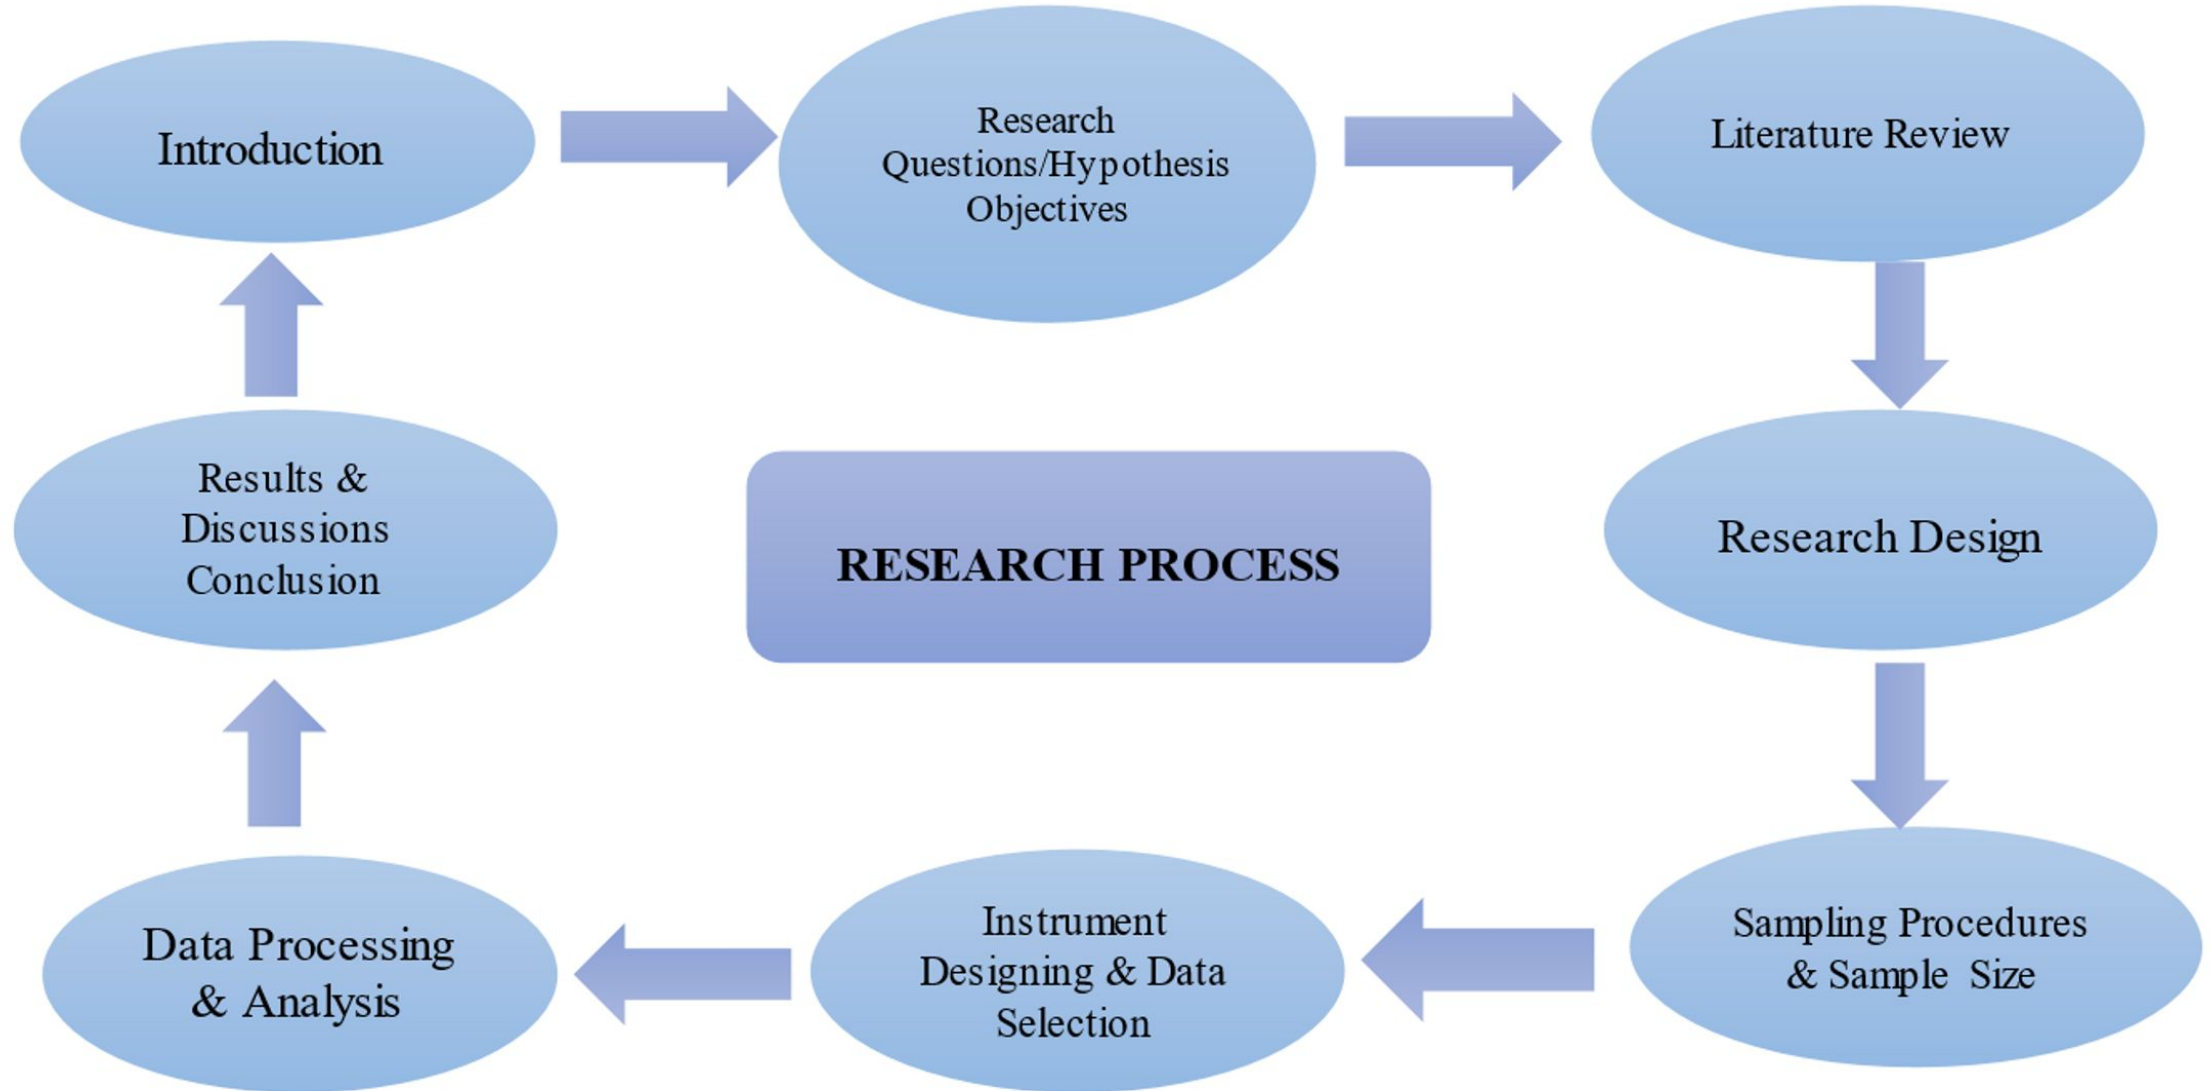 Introduction
Research
Questions/Hypothesis
Objectives
Literature Review
Results &
Discussions
Conclusion
RESEARCH PROCESS
Research Design
Data Processing
& Analysis
Instrument
Designing & Data
Selection
Sampling Procedures
& Sample Size